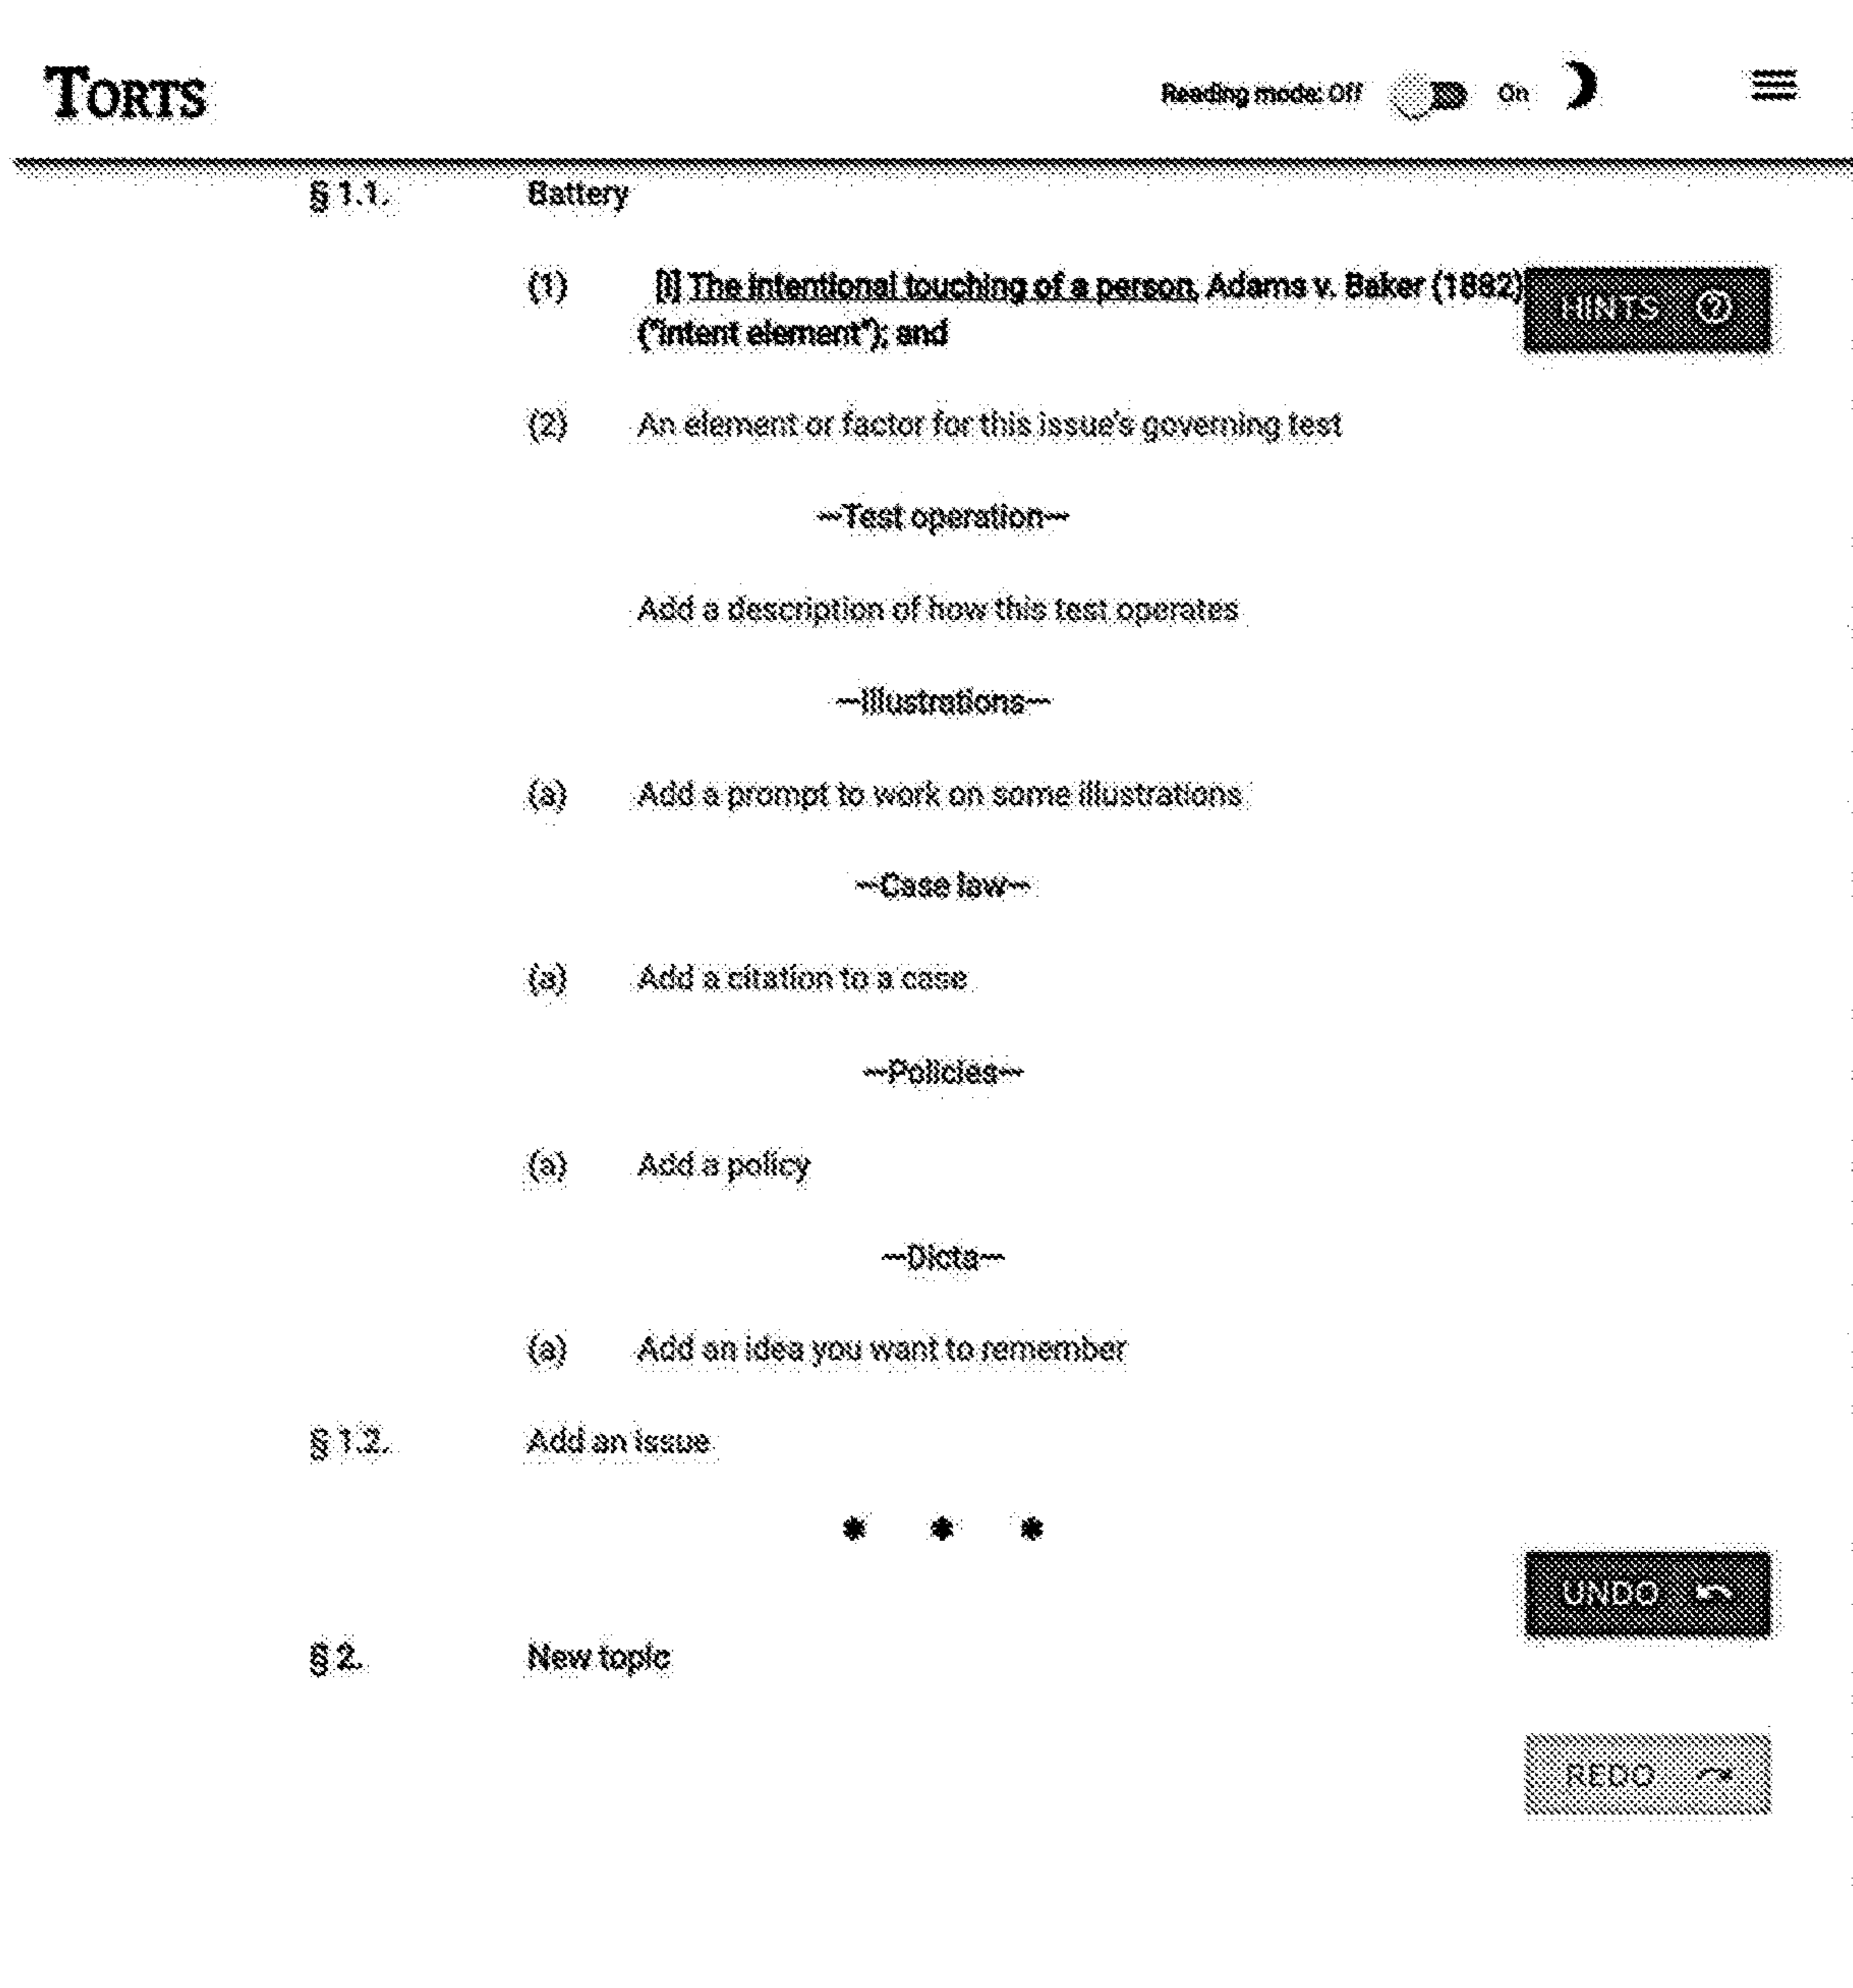 TORTS
Reading mode: Off On
§ 1.1. Battery
(1) [I] The intentional touching of a person, Adams v. Baker (1882)
("intent element"); and
HINTS
(2) An element or factor for this issue's governing test
—Test operation—
Add a description of how this test operates
—Illustrations—
(a) Add a prompt to work on some illustrations
—Case law—
(a) Add a citation to a case
—Policies—
(a) Add a policy
—Dicta—
(a) Add an idea you want to remember
§ 1.2. Add an issue
* * *
UNDO
§ 2. New topic
REDO